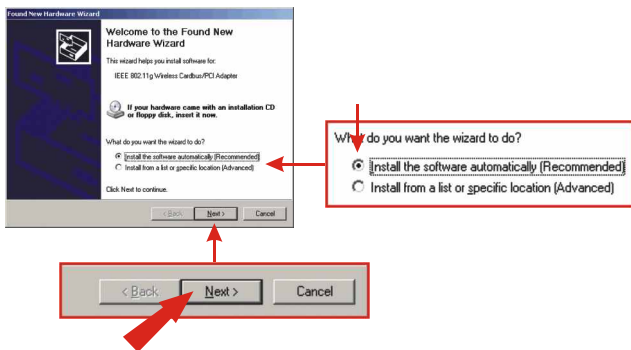 Found New Hardware Wizard
Welcome to the Found New
Hardware Wizard
This wizard helps you install software for:
IEEE 802.11g Wireless Cardbus/PCI Adapter
If your hardware came with an installation CD
or floppy disk, insert it now.
What do you want the wizard to do?
Install the software automatically (Recommended)
Install from a list or specific location (Advanced)
Click Next to continue.
< Back
Next >
Cancel
What do you want the wizard to do?
Install the software automatically (Recommended)
Install from a list or specific location (Advanced)
< Back
Next >
Cancel